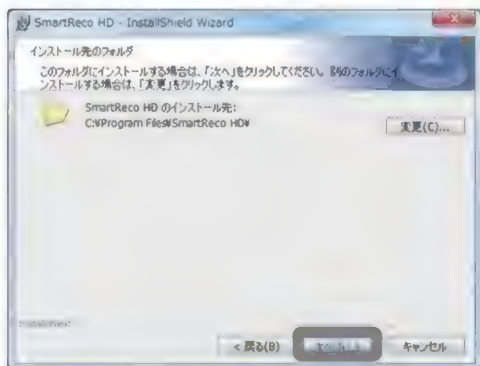 SmartReco HD - InstallShield Wizard
インストール先のフォルダ
このフォルダにインストールする場合は、「次へ」をクリックしてください。別のフォルダにイ
ンストールする場合は、「変更」をクリックします。
SmartReco HD のインストール先:
C:¥Program Files¥SmartReco HD¥
変更(C)...
InstallShield
< 戻る(B)
キャンセル